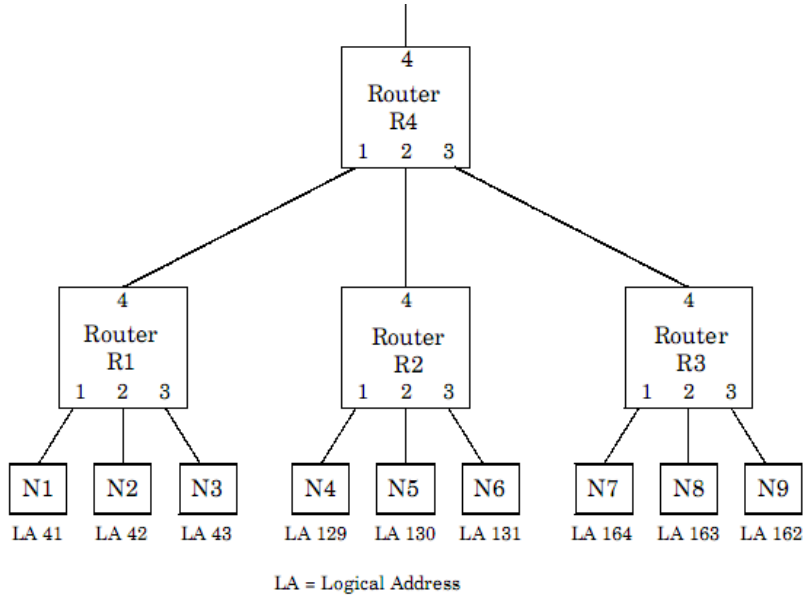 4
Router
R4
1 2 3
4 4 4
Router Router Router
R1 R2 R3
1 2 3 1 2 3 1 2 3
N1 N2 N3 N4 N5 N6 N7 N8 N9
LA 41 LA 42 LA 43 LA 129 LA 130 LA 131 LA 164 LA 163 LA 162
LA = Logical Address